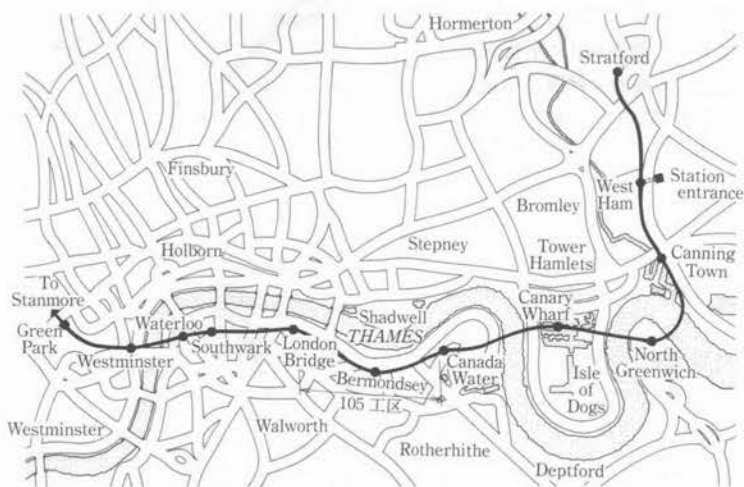 Hormerton
Stratford
Finsbury
Station
entrance
West
Ham
Bromley
Holborn
Stepney
Tower
Hamlets
Canning
Town
To
Stanmore
Shadwell
THAMES
Canary
Wharf
Green
Park
Waterloo
Southwark
Westminster
London
Bridge
Bermondsey
Canada
Water
North
Greenwich
Isle
of
Dogs
105 工区
Westminster
Walworth
Rotherhithe
Deptford